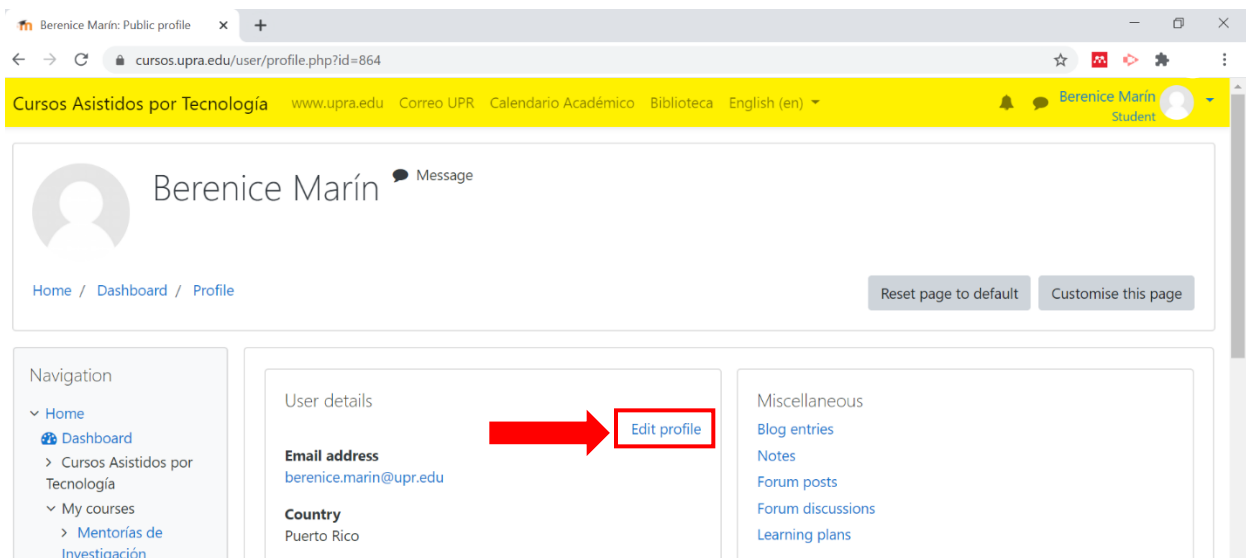 Berenice Marín: Public profile
cursos.upra.edu/user/profile.php?id=864
Cursos Asistidos por Tecnología www.upra.edu Correo UPR Calendario Académico Biblioteca English (en) Berenice Marín
Student
Berenice Marín Message
Home / Dashboard / Profile
Reset page to default Customise this page
Navigation
Home
Dashboard
Cursos Asistidos por
Tecnología
My courses
Mentorías de
Investigación
User details
Edit profile
Email address
berenice.marin@upr.edu
Country
Puerto Rico
Miscellaneous
Blog entries
Notes
Forum posts
Forum discussions
Learning plans